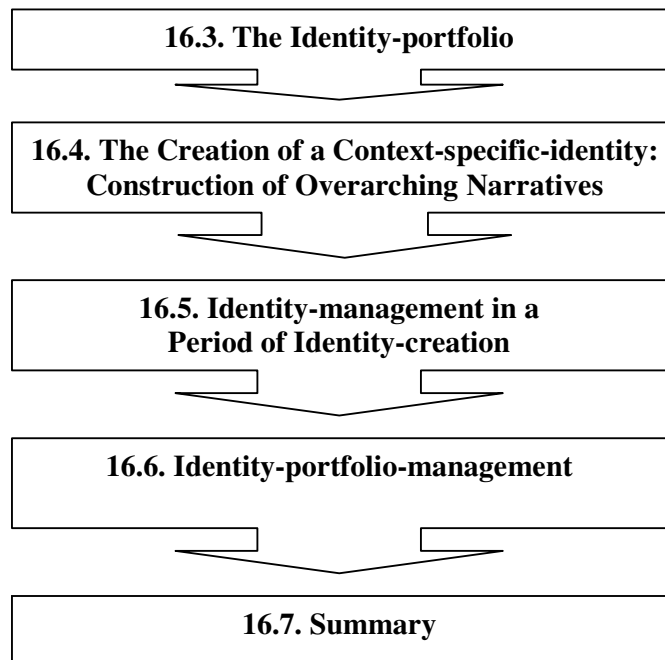 16.3. The Identity-portfolio
16.4. The Creation of a Context-specific-identity:
Construction of Overarching Narratives
16.5. Identity-management in a
Period of Identity-creation
16.6. Identity-portfolio-management
16.7. Summary